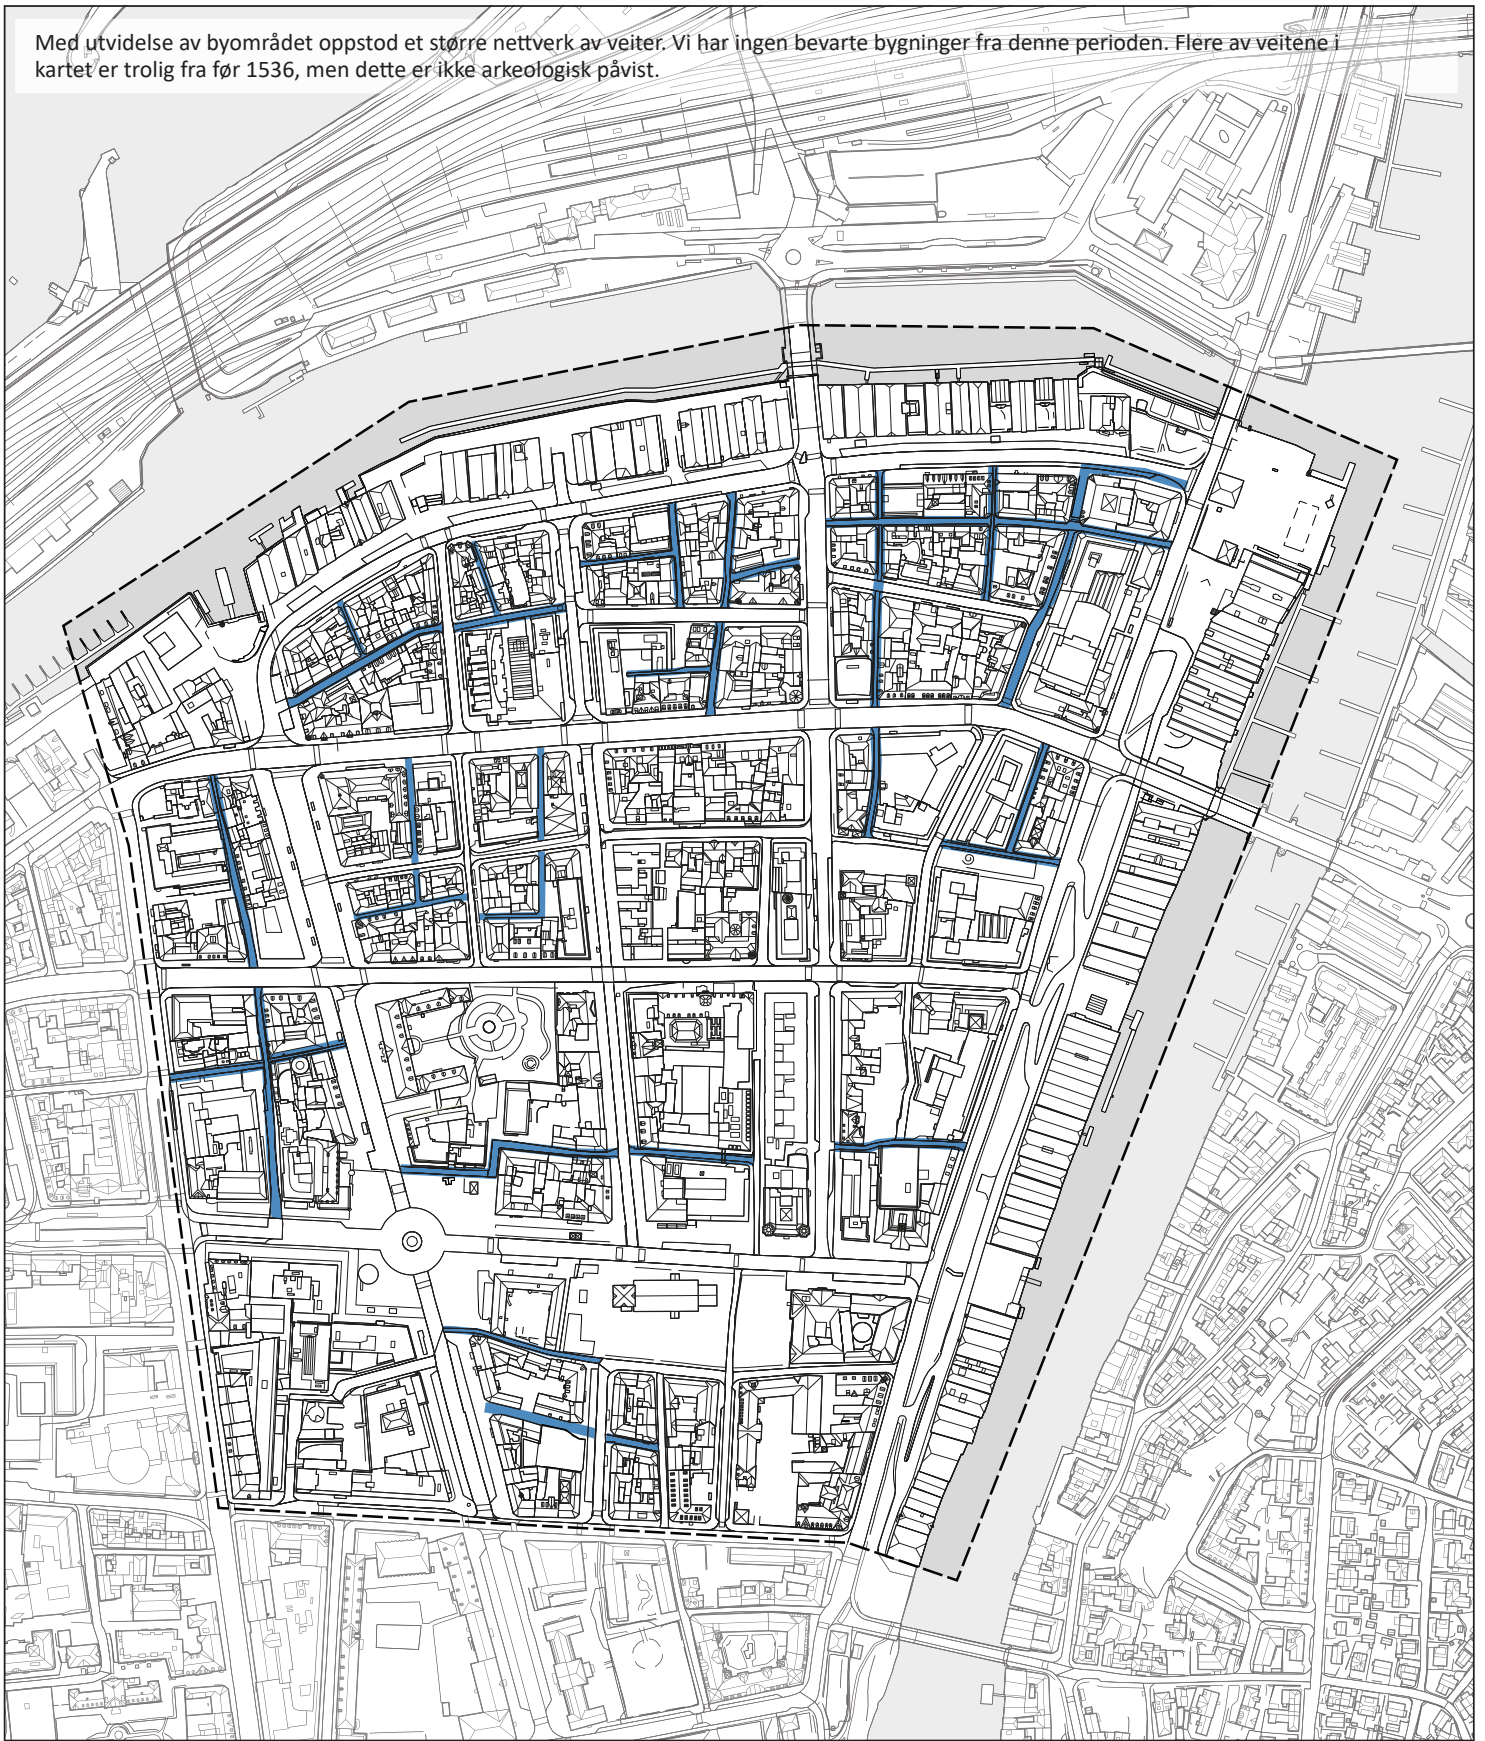 Med utvidelse av byområdet oppstod et større nettverk av veiter. Vi har ingen bevarte bygninger fra denne perioden. Flere av veitene i
kartet er trolig fra før 1536, men dette er ikke arkeologisk påvist.